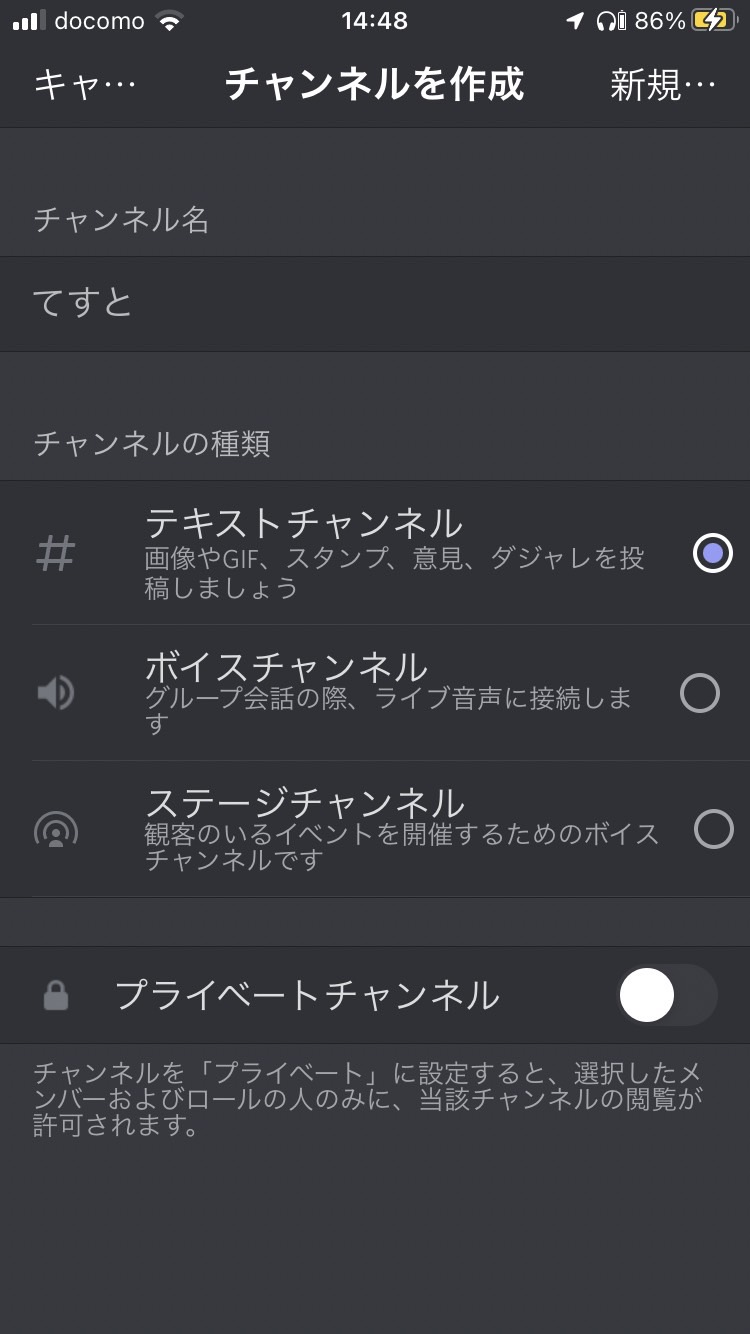 docomo 14:48 86%
キャ… チャンネルを作成 新規…
チャンネル名
てすと
チャンネルの種類
テキストチャンネル
画像やGIF、スタンプ、意見、ダジャレを投
稿しましょう
ボイスチャンネル
グループ会話の際、ライブ音声に接続しま
す
ステージチャンネル
観客のいるイベントを開催するためのボイス
チャンネルです
プライベートチャンネル
チャンネルを「プライベート」に設定すると、選択したメ
ンバーおよびロールの人のみに、当該チャンネルの閲覧が
許可されます。